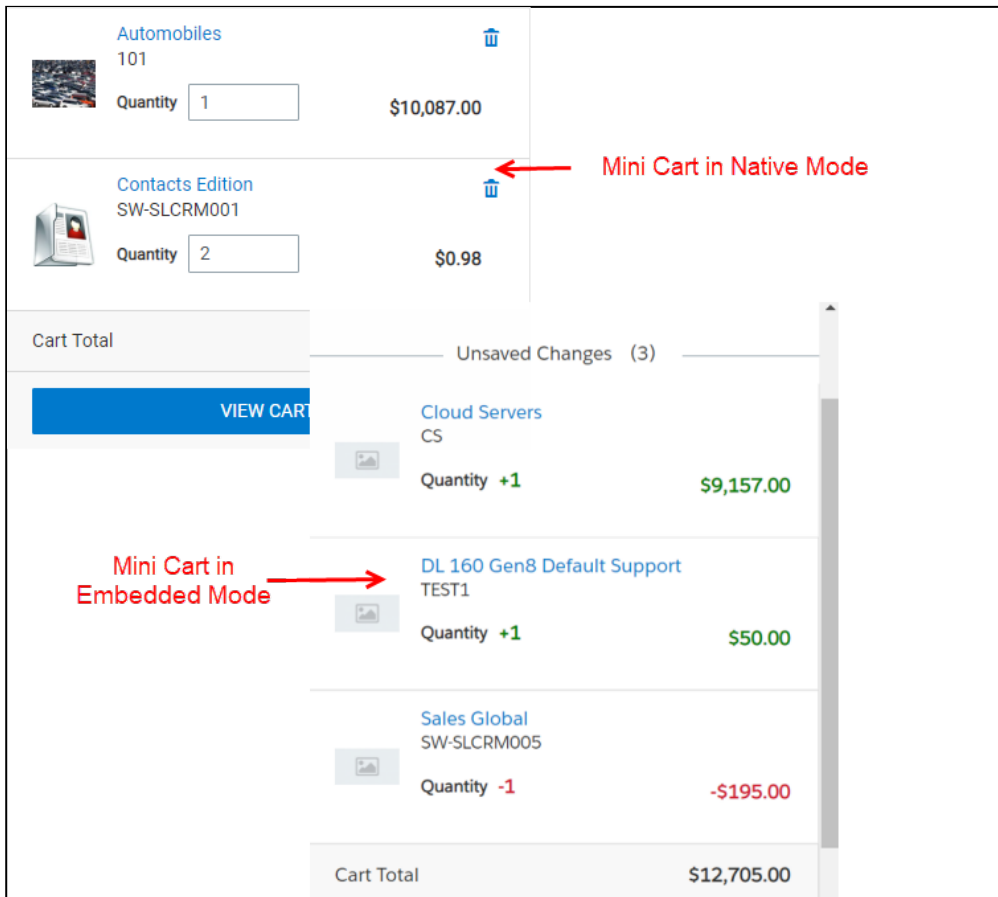 Automobiles
101
Quantity 1
$10,087.00
Mini Cart in Native Mode
Contacts Edition
SW-SLCRM001
Quantity 2
$0.98
Cart Total
VIEW CART
Unsaved Changes (3)
Cloud Servers
CS
Quantity +1
$9,157.00
Mini Cart in
Embedded Mode
DL 160 Gen8 Default Support
TEST1
Quantity +1
$50.00
Sales Global
SW-SLCRM005
Quantity -1
-$195.00
Cart Total
$12,705.00